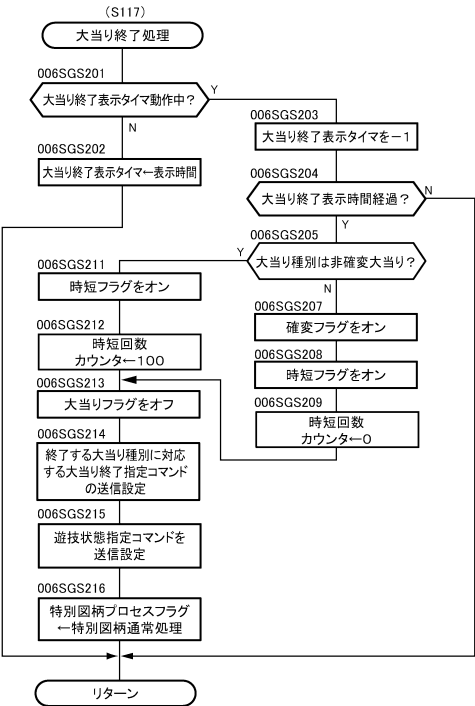 (S117)
大当り終了処理
006SGS201
大当り終了表示タイマ動作中?
Y
N
006SGS202
大当り終了表示タイマ←表示時間
006SGS203
大当り終了表示タイマを－1
006SGS204
大当り終了表示時間経過?
N
Y
006SGS205
大当り種別は非確変大当り?
Y
N
006SGS207
確変フラグをオン
006SGS208
時短フラグをオン
006SGS209
時短回数
カウンタ←0
006SGS211
時短フラグをオン
006SGS212
時短回数
カウンタ←100
006SGS213
大当りフラグをオフ
006SGS214
終了する大当り種別に対応
する大当り終了指定コマンド
の送信設定
006SGS215
遊技状態指定コマンドを
送信設定
006SGS216
特別図柄プロセスフラグ
←特別図柄通常処理
リターン